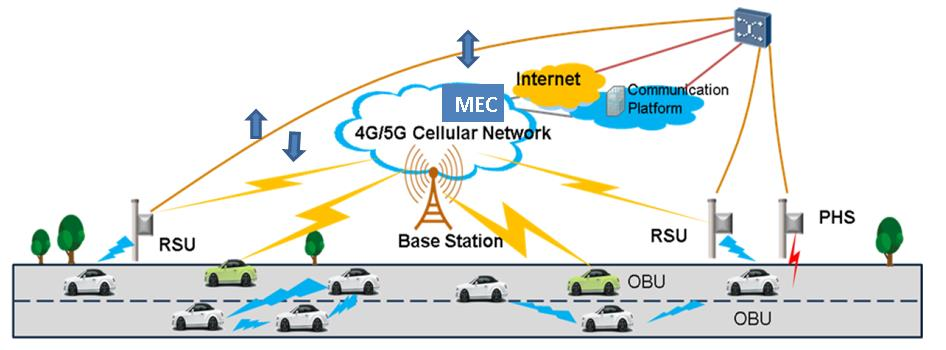 Internet
MEC
Communication
Platform
4G/5G Cellular Network
RSU
Base Station
RSU
PHS
OBU
OBU